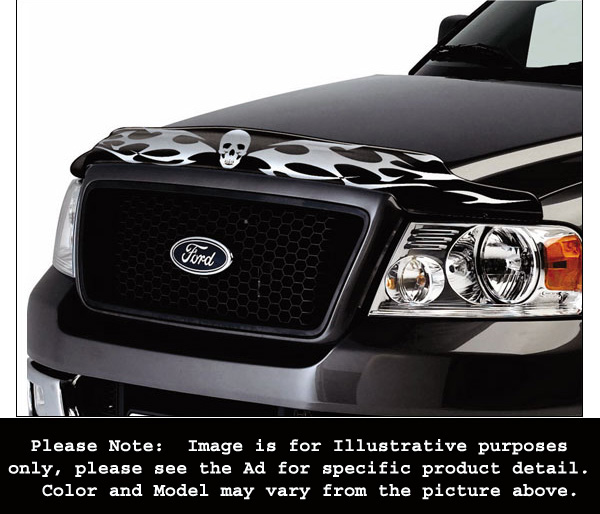 Ford
Please Note:  Image is for Illustrative purposes
only, please see the Ad for specific product detail.
Color and Model may vary from the picture above.